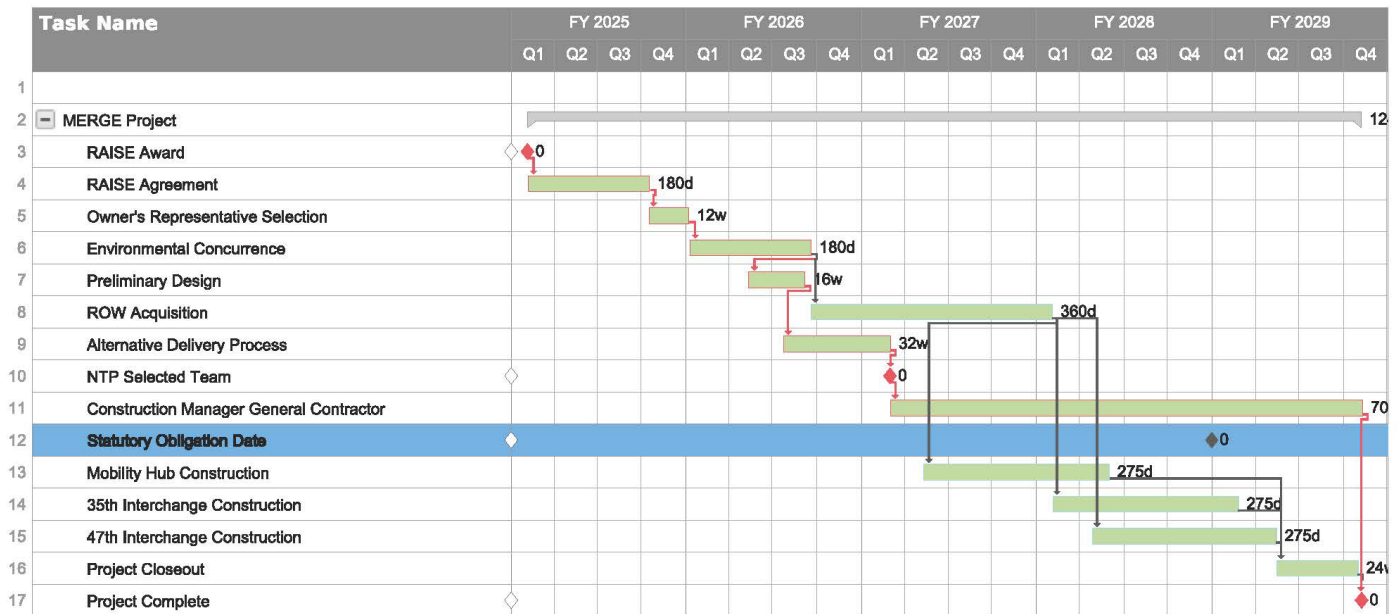 Task Name FY 2025 FY 2026 FY 2027 FY 2028 FY 2029
Q1 Q2 Q3 Q4 Q1 Q2 Q3 Q4 Q1 Q2 Q3 Q4 Q1 Q2 Q3 Q4 Q1 Q2 Q3 Q4
1
2 MERGE Project 12
3 RAISE Award 0
4 RAISE Agreement 180d
5 Owner's Representative Selection 12w
6 Environmental Concurrence 180d
7 Preliminary Design 16w
8 ROW Acquisition 360d
9 Alternative Delivery Process 32w
10 NTP Selected Team 0
11 Construction Manager General Contractor 70
12 Statutory Obligation Date 0
13 Mobility Hub Construction 275d
14 35th Interchange Construction 275d
15 47th Interchange Construction 275d
16 Project Closeout 24w
17 Project Complete 0